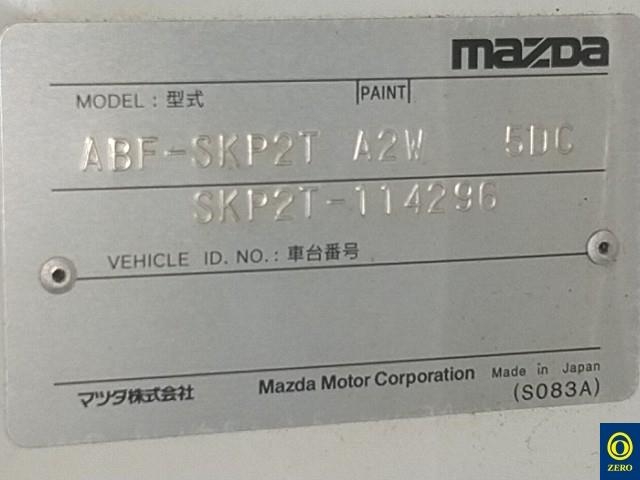 mazda
MODEL : 型式 PAINT
ABF-SKP2T A2W 5DC
SKP2T-114296
VEHICLE ID. NO. : 車台番号
マツダ株式会社 Mazda Motor Corporation Made in Japan
(S083A)
ZERO